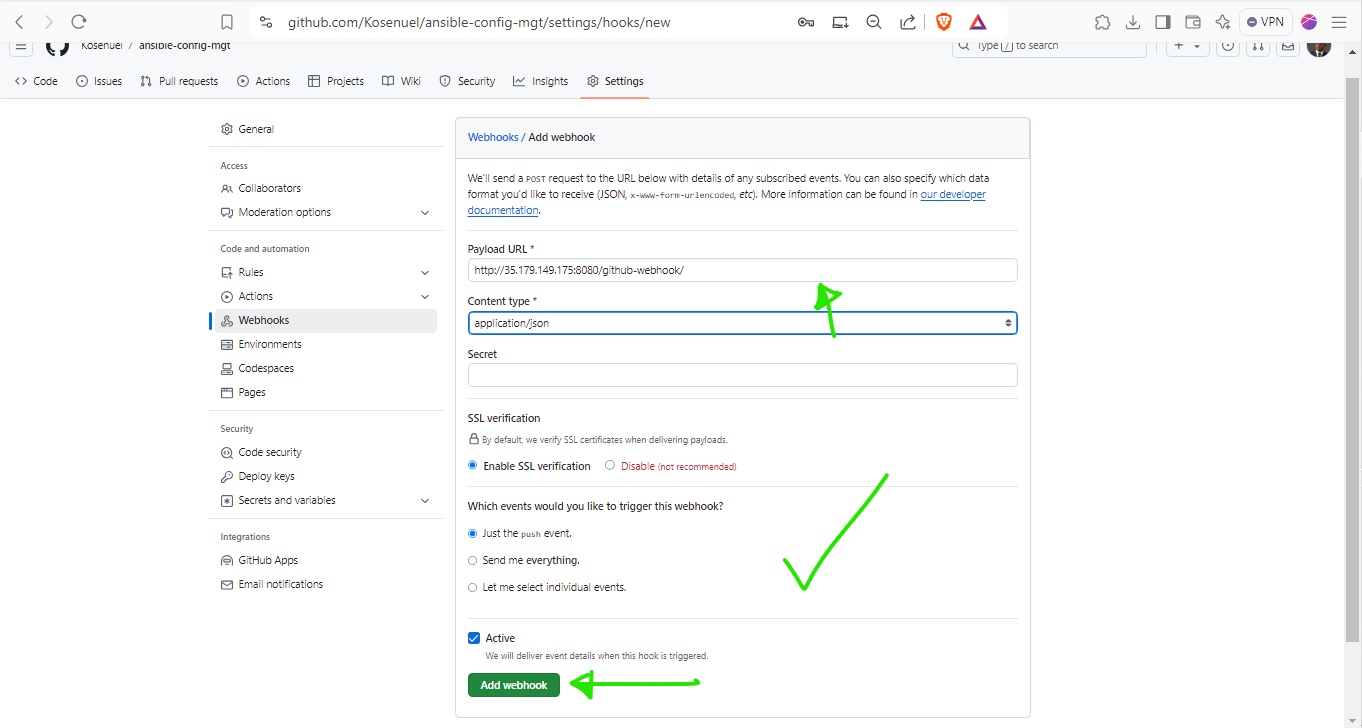 github.com/Kosenuel/ansible-config-mgt/settings/hooks/new
VPN
Kosenuel / ansible-config-mgt
Type / to search
Code
Issues
Pull requests
Actions
Projects
Wiki
Security
Insights
Settings
General
Access
Collaborators
Moderation options
Code and automation
Rules
Actions
Webhooks
Environments
Codespaces
Pages
Security
Code security
Deploy keys
Secrets and variables
Integrations
GitHub Apps
Email notifications
Webhooks / Add webhook
We'll send a POST request to the URL below with details of any subscribed events. You can also specify which data
format you'd like to receive (JSON, x-www-form-urlencoded, etc). More information can be found in our developer
documentation.
Payload URL *
http://35.179.149.175:8080/github-webhook/
Content type *
application/json
Secret
SSL verification
By default, we verify SSL certificates when delivering payloads.
Enable SSL verification
Disable (not recommended)
Which events would you like to trigger this webhook?
Just the push event.
Send me everything.
Let me select individual events.
Active
We will deliver event details when this hook is triggered.
Add webhook